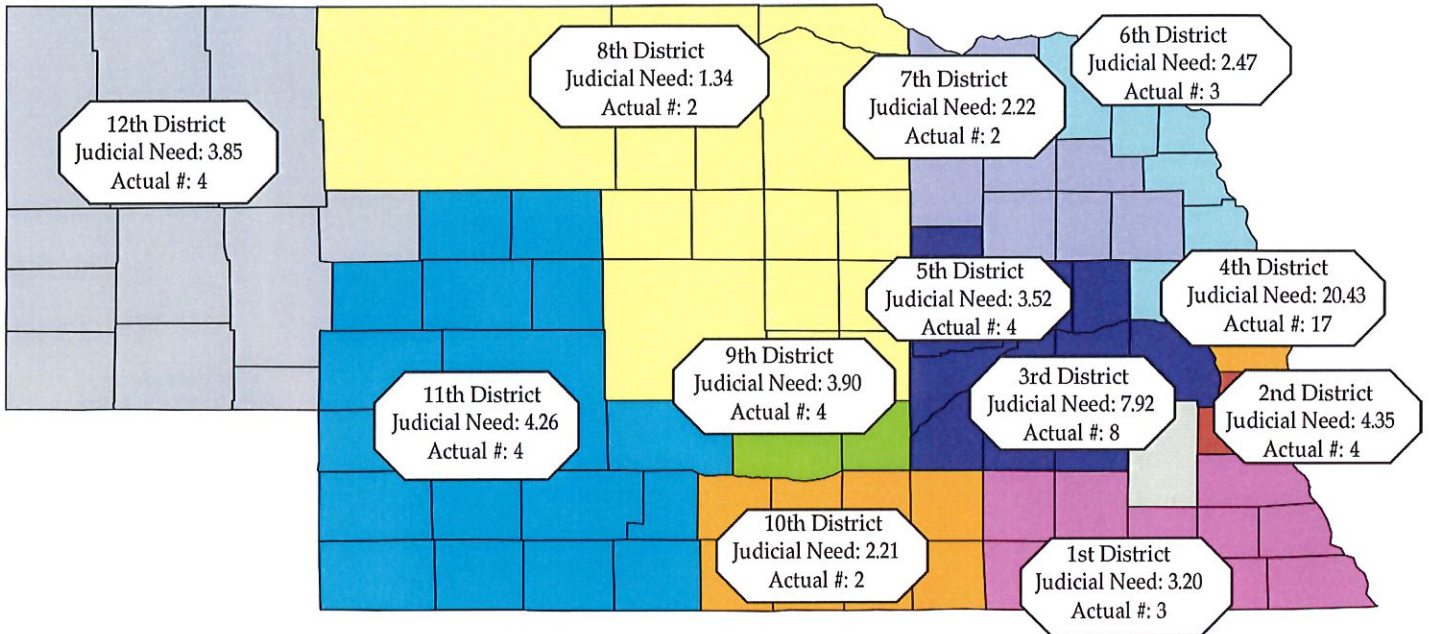 6th District
Judicial Need: 2.47
Actual #: 3
8th District
Judicial Need: 1.34
Actual #: 2
7th District
Judicial Need: 2.22
Actual #: 2
12th District
Judicial Need: 3.85
Actual #: 4
5th District
Judicial Need: 3.52
Actual #: 4
4th District
Judicial Need: 20.43
Actual #: 17
9th District
Judicial Need: 3.90
Actual #: 4
3rd District
Judicial Need: 7.92
Actual #: 8
2nd District
Judicial Need: 4.35
Actual #: 4
11th District
Judicial Need: 4.26
Actual #: 4
10th District
Judicial Need: 2.21
Actual #: 2
1st District
Judicial Need: 3.20
Actual #: 3